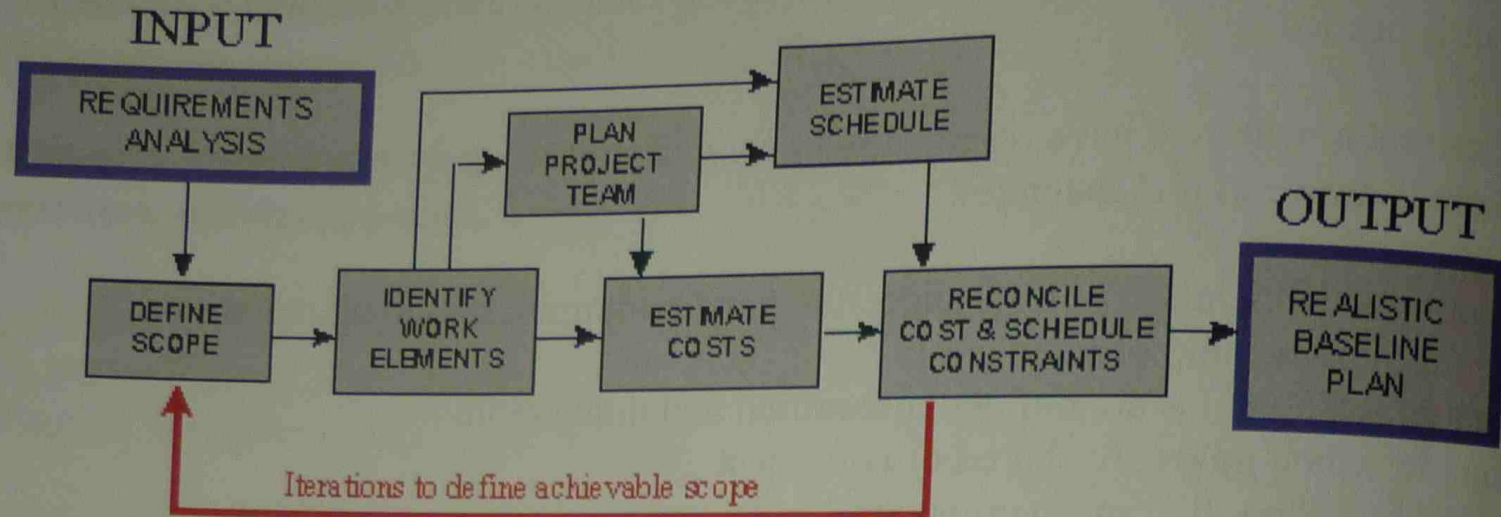 INPUT
REQUIREMENTS
ANALYSIS
PLAN
PROJECT
TEAM
ESTIMATE
SCHEDULE
DEFINE
SCOPE
IDENTIFY
WORK
ELEMENTS
ESTIMATE
COSTS
RECONCILE
COST & SCHEDULE
CONSTRAINTS
OUTPUT
REALISTIC
BASELINE
PLAN
Iterations to define achievable scope